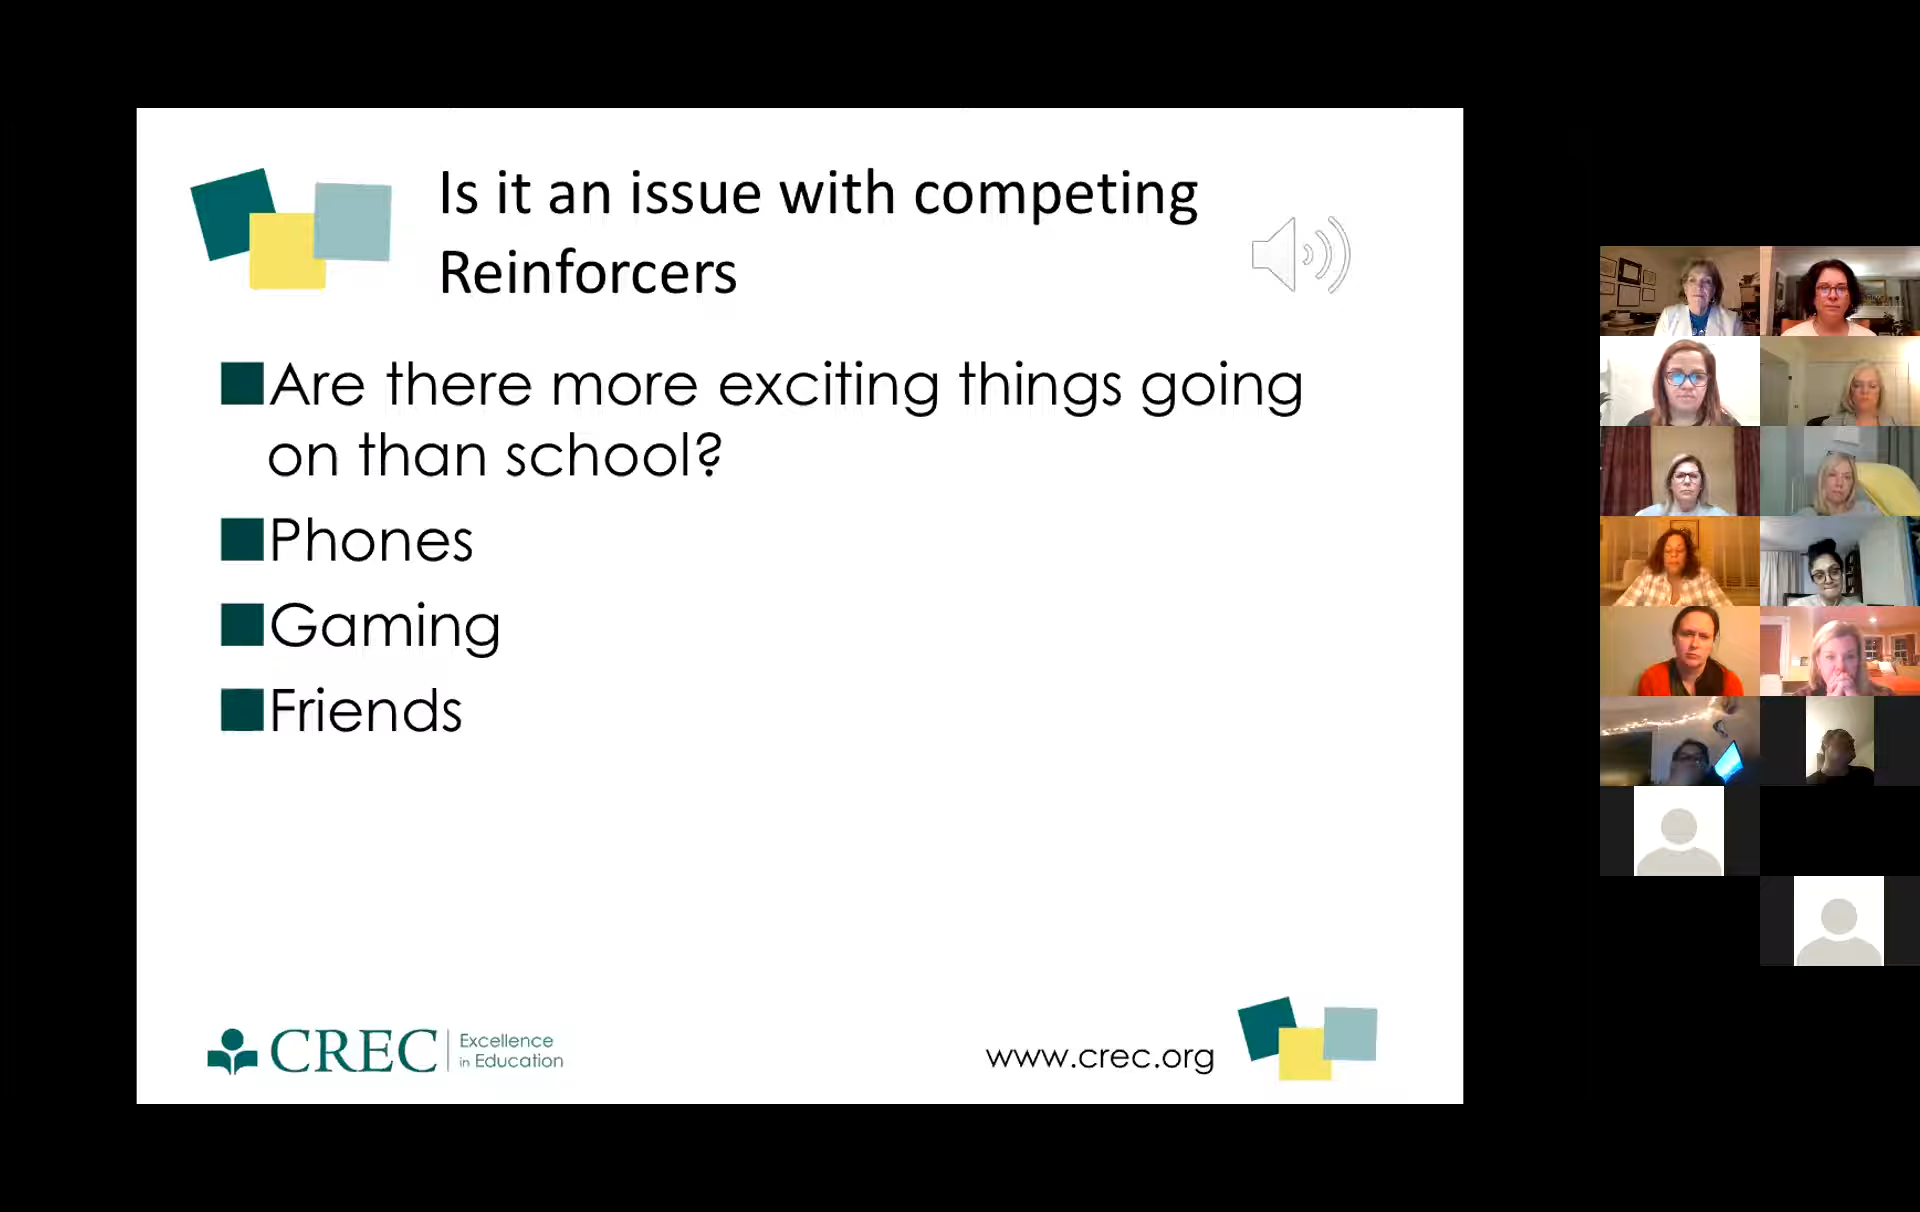 Is it an issue with competing
Reinforcers
Are there more exciting things going
on than school?
Phones
Gaming
Friends
CREC
Excellence
in Education
www.crec.org